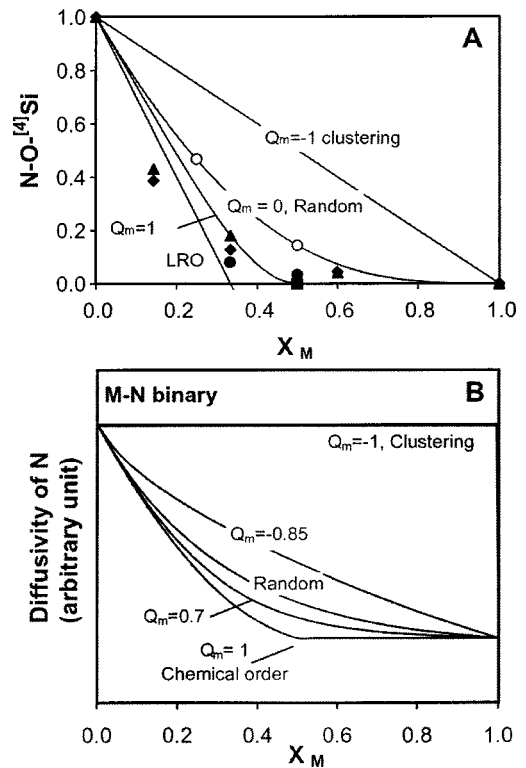 A
N-O-[4]Si
1.0
0.8
0.6
0.4
0.2
0.0
Qm=-1 clustering
Qm = 0, Random
Qm=1
LRO
0.0 0.2 0.4 0.6 0.8 1.0
XM
M-N binary
B
Qm=-1, Clustering
Diffusivity of N
(arbitrary unit)
Qm=-0.85
Random
Qm=0.7
Qm= 1
Chemical order
0.0 0.2 0.4 0.6 0.8 1.0
XM